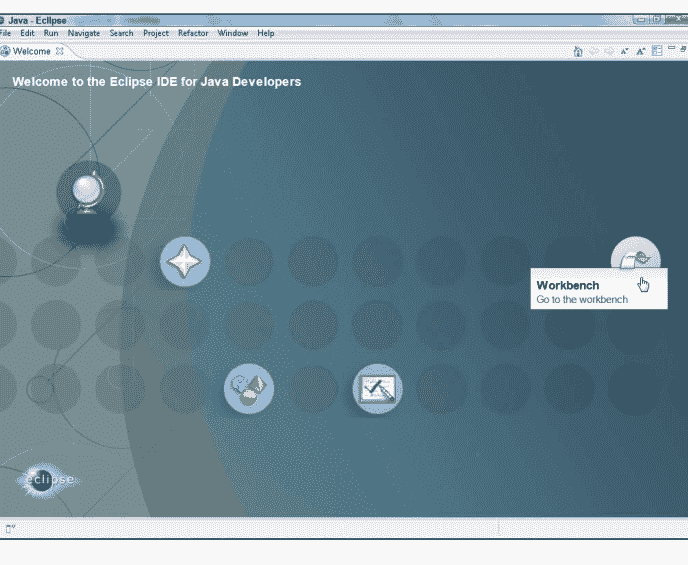 Java - Eclipse
File Edit Run Navigate Search Project Refactor Window Help
Welcome
Welcome to the Eclipse IDE for Java Developers
Workbench
Go to the workbench
eclipse